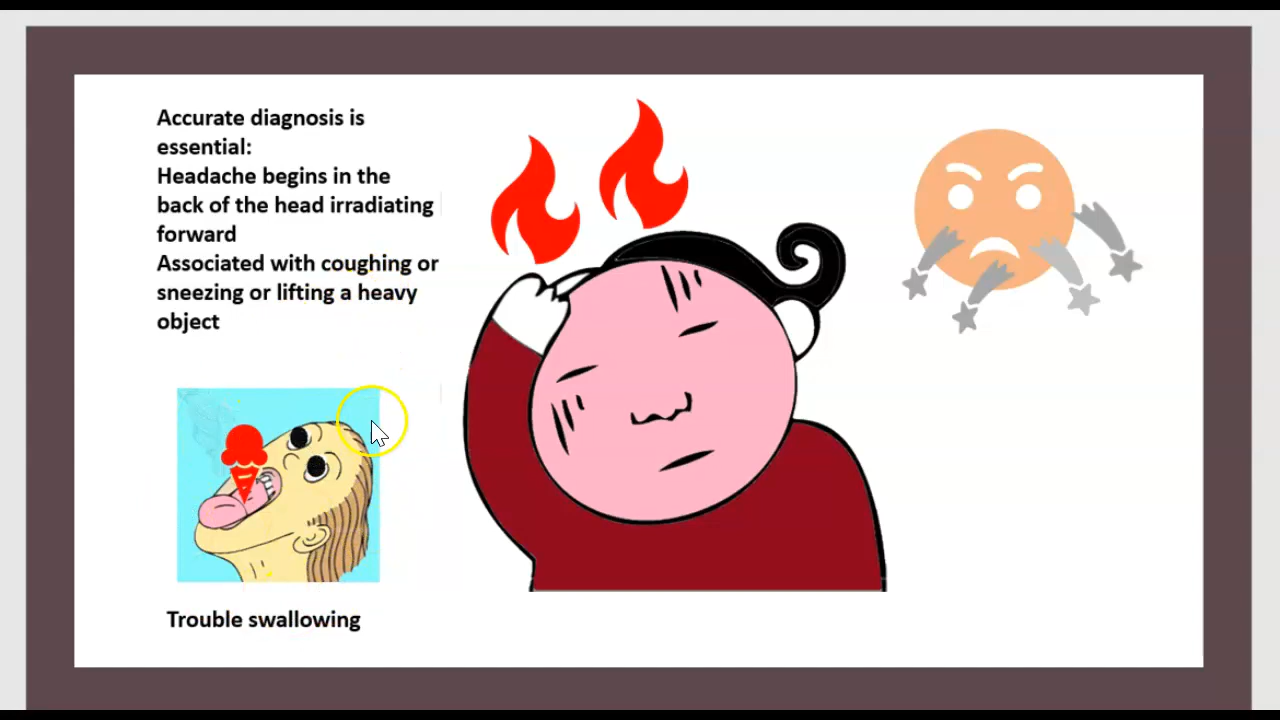 Accurate diagnosis is
essential:
Headache begins in the
back of the head irradiating
forward
Associated with coughing or
sneezing or lifting a heavy
object
Trouble swallowing